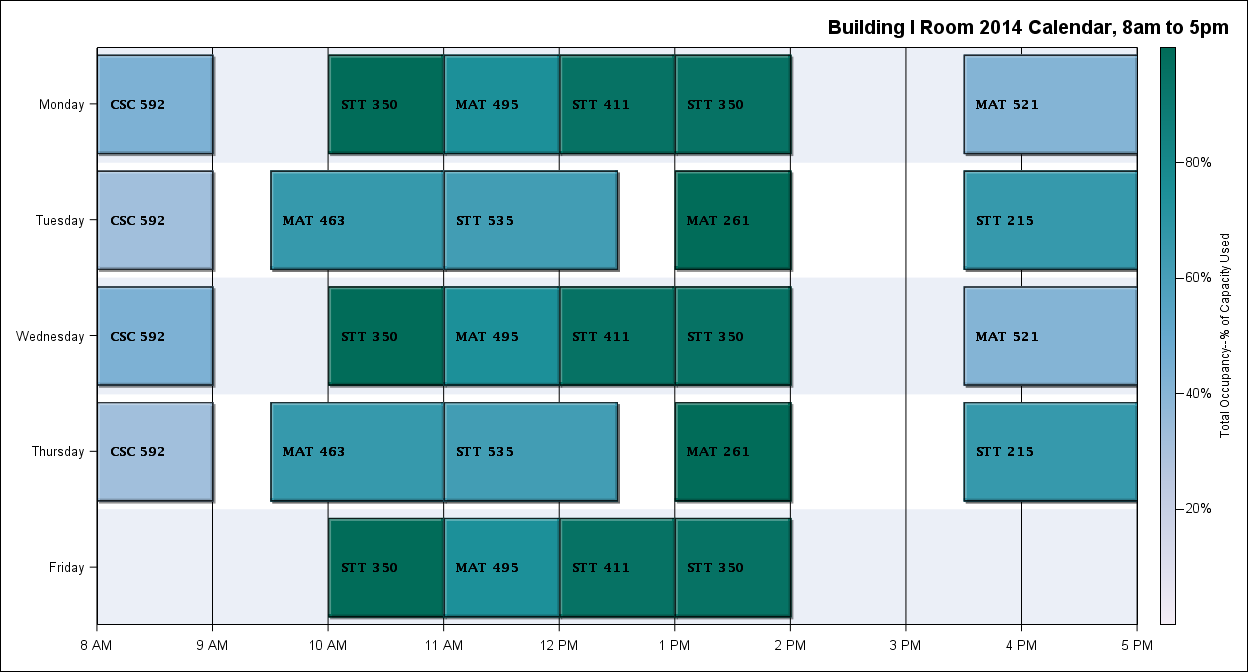 Building I Room 2014 Calendar, 8am to 5pm
Monday
CSC 592
STT 350
MAT 495
STT 411
STT 350
MAT 521
Tuesday
CSC 592
MAT 463
STT 535
MAT 261
STT 215
Wednesday
CSC 592
STT 350
MAT 495
STT 411
STT 350
MAT 521
Thursday
CSC 592
MAT 463
STT 535
MAT 261
STT 215
Friday
STT 350
MAT 495
STT 411
STT 350
8 AM
9 AM
10 AM
11 AM
12 PM
1 PM
2 PM
3 PM
4 PM
5 PM
80%
60%
40%
20%
Total Occupancy--% of Capacity Used